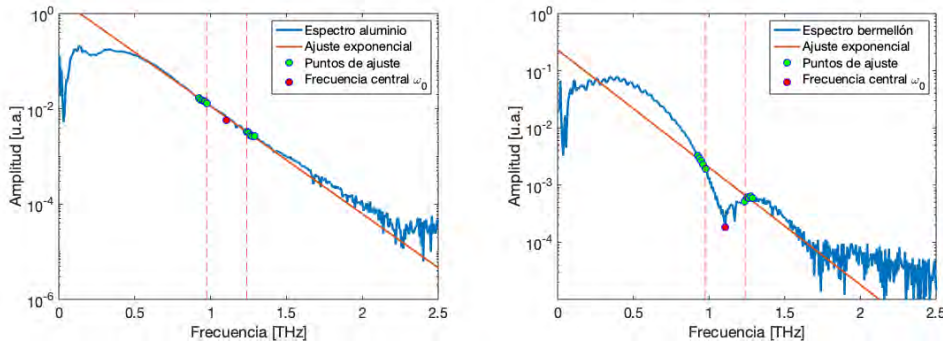 10^0
10^-2
10^-4
10^-6
Amplitud [u.a.]
0
0.5
1
1.5
2
2.5
Frecuencia [THz]
Espectro aluminio
Ajuste exponencial
Puntos de ajuste
Frecuencia central ω_0
10^0
10^-1
10^-2
10^-3
10^-4
Amplitud [u.a.]
0
0.5
1
1.5
2
2.5
Frecuencia [THz]
Espectro bermellón
Ajuste exponencial
Puntos de ajuste
Frecuencia central ω_0